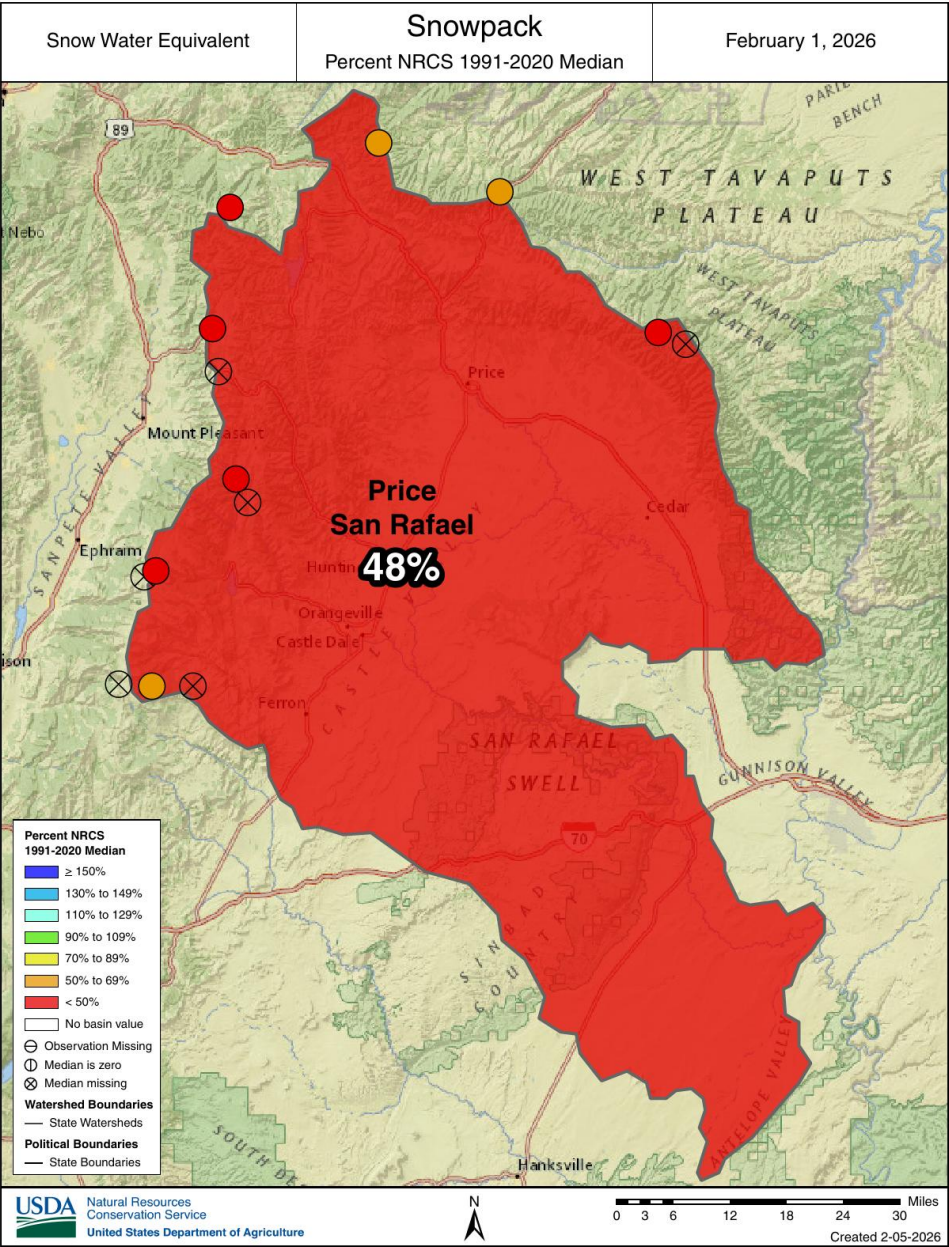 Snow Water Equivalent
Snowpack
Percent NRCS 1991-2020 Median
February 1, 2026
89
BENCH
WEST TAVAPUTS
PLATEAU
t Nebo
WEST TAVAPUTS
PLATEAU
Price
Mount Pleasant
SANPETE VALLEY
Price
San Rafael
48%
Cedar
Ephraim
Huntin
Orangeville
Castle Dale
ison
Ferron
SAN RAFAEL
SWELL
GUNNISON VALLEY
70
SINBAD
COUNTRY
ANTELOPE VALLEY
SOUTH DE
Hanksville
Percent NRCS
1991-2020 Median
≥ 150%
130% to 149%
110% to 129%
90% to 109%
70% to 89%
50% to 69%
< 50%
No basin value
Observation Missing
Median is zero
Median missing
Watershed Boundaries
State Watersheds
Political Boundaries
State Boundaries
USDA
Natural Resources
Conservation Service
United States Department of Agriculture
N
Miles
0 3 6 12 18 24 30
Created 2-05-2026